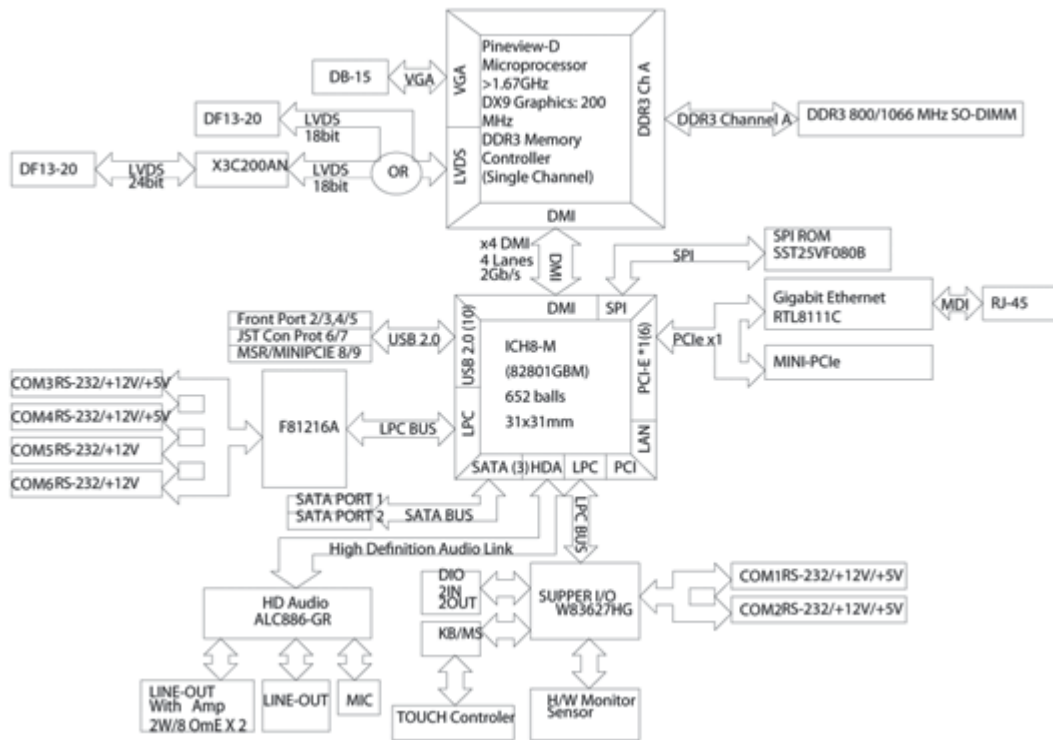 Pineview-D
Microprocessor
>1.67GHz
DX9 Graphics: 200
MHz
DDR3 Memory
Controller
(Single Channel)
VGA
LVDS
DDR3 Ch A
DMI
DB-15
VGA
DF13-20
LVDS
18bit
DF13-20
LVDS
24bit
X3C200AN
LVDS
18bit
OR
DDR3 Channel A
DDR3 800/1066 MHz SO-DIMM
x4 DMI
4 Lanes
2Gb/s
DMI
SPI
SPI ROM
SST25VF080B
DMI
SPI
USB 2.0 (10)
LPC
PCI-E *1(6)
LAN
ICH8-M
(82801GBM)
652 balls
31x31mm
SATA (3)
HDA
LPC
PCI
Gigabit Ethernet
RTL8111C
MDI
RJ-45
PCIe x1
MINI-PCIe
Front Port 2/3,4/5
JST Con Prot 6/7
MSR/MINIPCIE 8/9
USB 2.0
COM3RS-232/+12V/+5V
COM4RS-232/+12V/+5V
COM5RS-232/+12V
COM6RS-232/+12V
F81216A
LPC BUS
SATA PORT 1
SATA PORT 2
SATA BUS
High Definition Audio Link
LPC BUS
HD Audio
ALC886-GR
LINE-OUT
With Amp
2W/8 OmE X 2
LINE-OUT
MIC
DIO
2IN
2OUT
KB/MS
TOUCH Controler
SUPPER I/O
W83627HG
H/W Monitor
Sensor
COM1RS-232/+12V/+5V
COM2RS-232/+12V/+5V